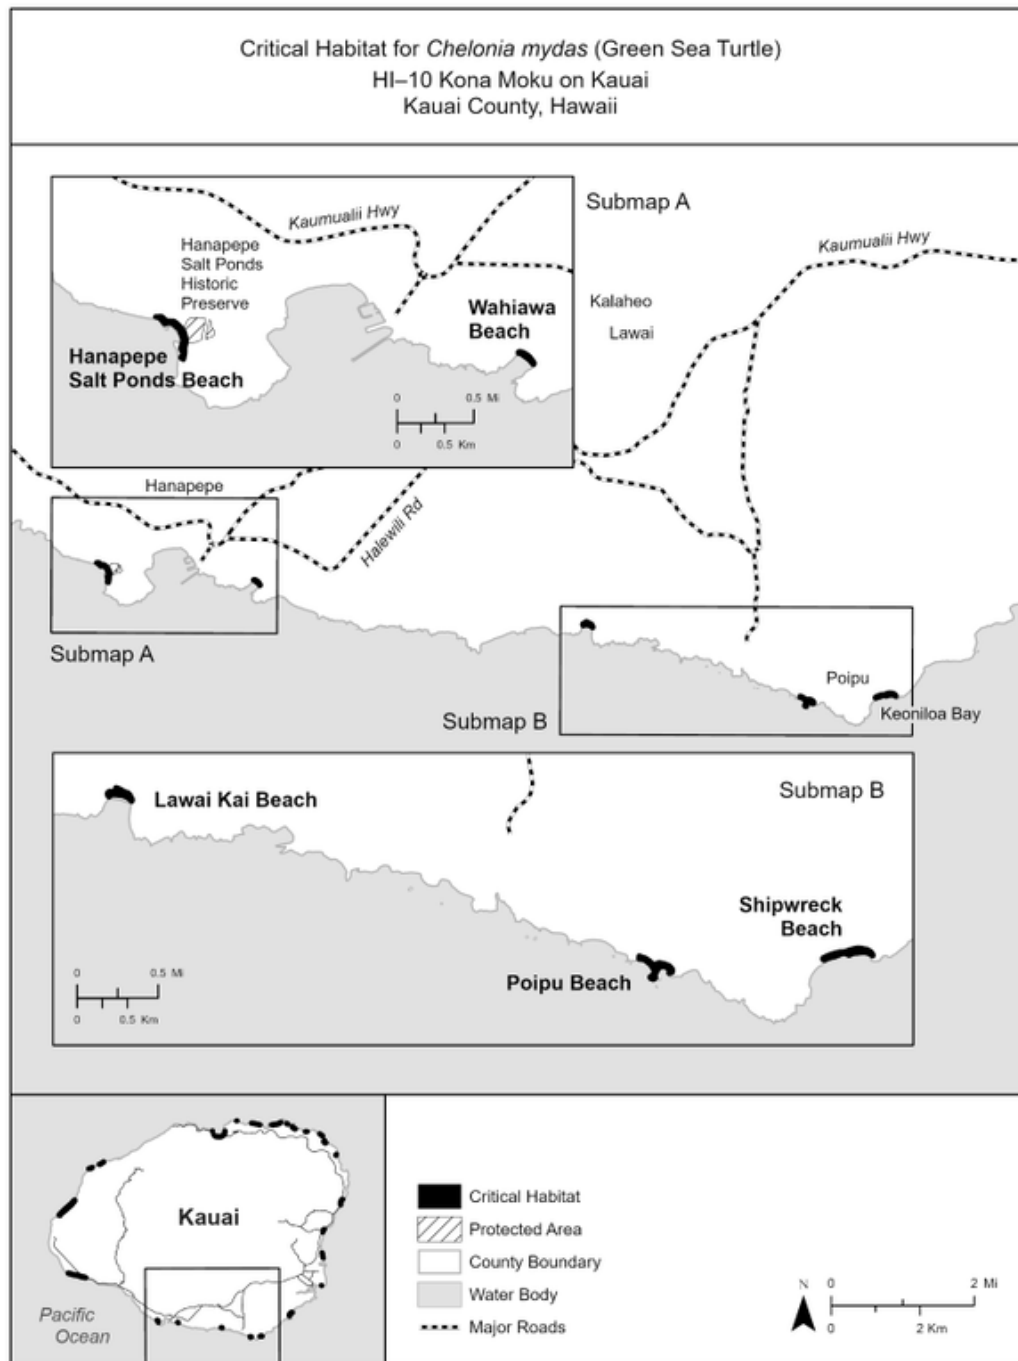 Critical Habitat for Chelonia mydas (Green Sea Turtle)
HI–10 Kona Moku on Kauai
Kauai County, Hawaii
Submap A
Kaumualii Hwy
Hanapepe
Salt Ponds
Historic
Preserve
Wahiawa
Beach
Hanapepe
Salt Ponds Beach
0 0.5 Mi
0 0.5 Km
Kaumualii Hwy
Kalaheo
Lawai
Hanapepe
Halewili Rd
Submap A
Poipu
Keoniloa Bay
Submap B
Submap B
Lawai Kai Beach
Shipwreck
Beach
Poipu Beach
0 0.5 Mi
0 0.5 Km
Kauai
Pacific
Ocean
Critical Habitat
Protected Area
County Boundary
Water Body
Major Roads
N
0 2 Mi
0 2 Km